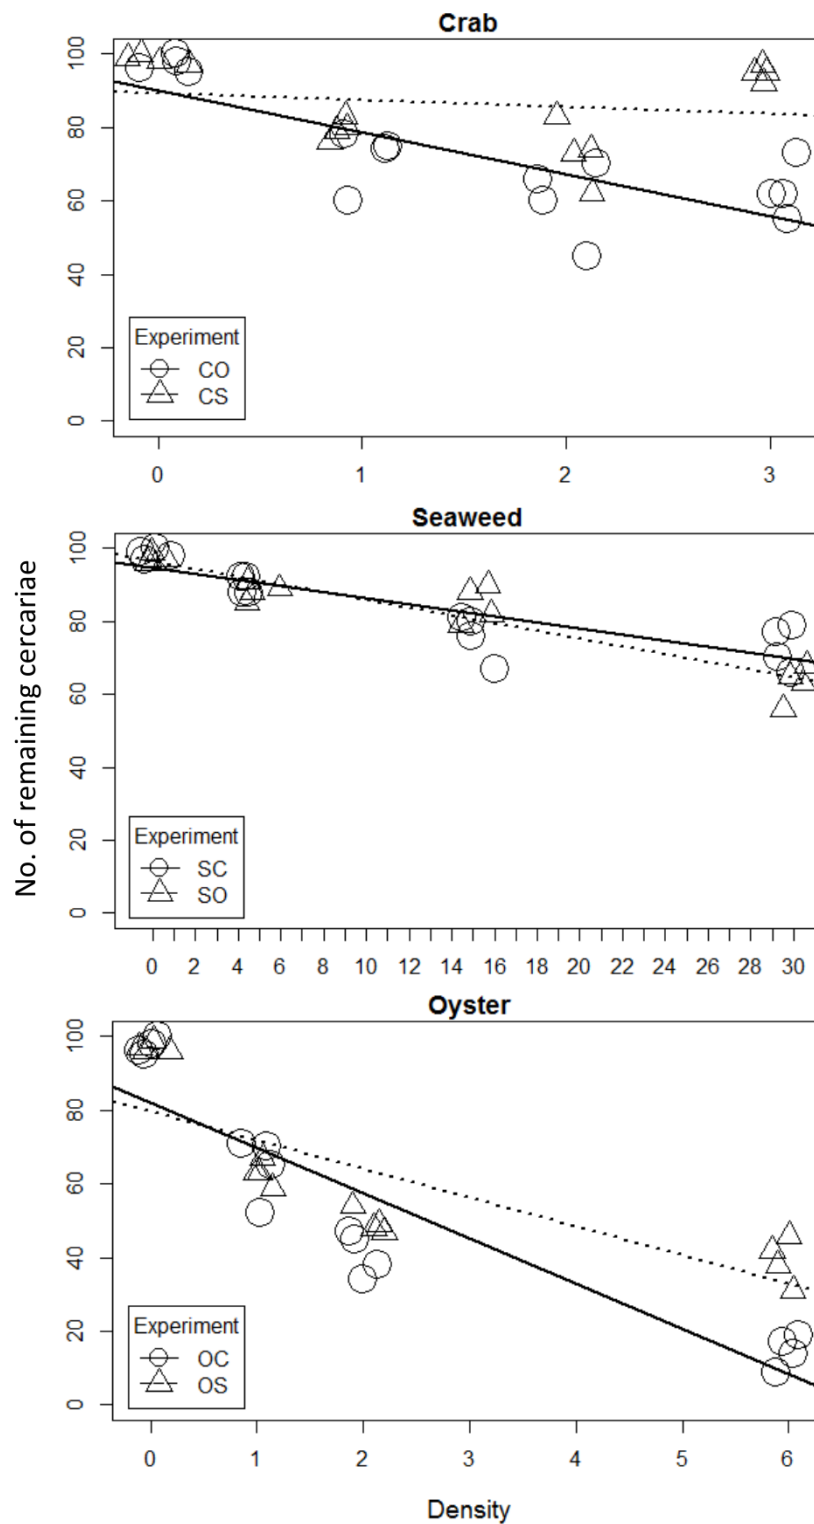 Crab
100
80
60
40
20
0
Experiment
CO
CS
0 1 2 3
No. of remaining cercariae
Seaweed
100
80
60
40
20
0
Experiment
SC
SO
0 2 4 6 8 10 12 14 16 18 20 22 24 26 28 30
Oyster
100
80
60
40
20
0
Experiment
OC
OS
0 1 2 3 4 5 6
Density